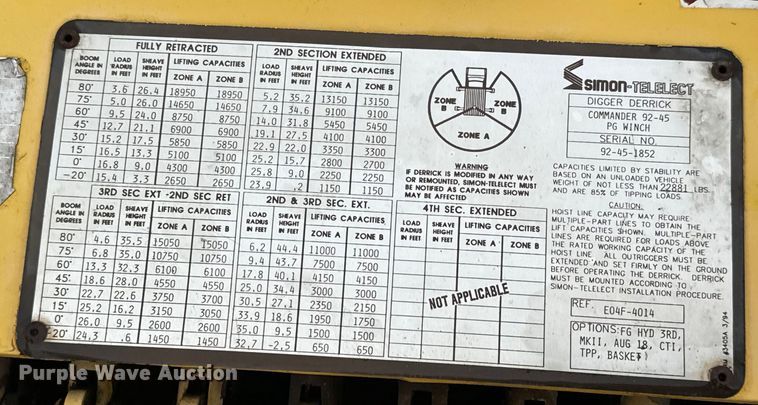 FULLY RETRACTED
BOOM ANGLE IN DEGREES LOAD RADIUS IN FEET SHEAVE HEIGHT IN FEET LIFTING CAPACITIES ZONE A ZONE B
80° 3.6 26.4 18950 18950
75° 5.0 26.0 14650 14650
60° 9.5 24.0 8750 8750
45° 12.7 21.1 6900 6900
30° 15.2 17.5 5850 5850
15° 16.5 13.3 5100 5100
0° 16.8 9.0 4300 4300
-20° 15.4 3.3 2650 2650
2ND SECTION EXTENDED
LOAD RADIUS IN FEET SHEAVE HEIGHT IN FEET LIFTING CAPACITIES ZONE A ZONE B
5.2 35.2 13150 13150
7.9 34.6 9100 9100
14.0 31.8 5450 5450
19.1 27.5 4100 4100
22.9 22.0 3350 3350
25.2 15.7 2800 2700
25.8 9.0 2250 2250
23.9 .2 1150 1150
3RD SEC EXT -2ND SEC RET
BOOM ANGLE IN DEGREES LOAD RADIUS IN FEET SHEAVE HEIGHT IN FEET LIFTING CAPACITIES ZONE A ZONE B
80° 4.6 35.5 15050 15050
75° 6.8 35.0 10750 10750
60° 13.3 32.3 6100 6100
45° 18.6 28.0 4550 4550
30° 22.7 22.6 3750 3700
15° 25.2 16.2 3150 3050
0° 26.0 9.5 2600 2600
-20° 24.3 .6 1450 1450
2ND & 3RD SEC. EXT.
LOAD RADIUS IN FEET SHEAVE HEIGHT IN FEET LIFTING CAPACITIES ZONE A ZONE B
6.2 44.4 11000 11000
9.4 43.7 7500 7500
17.8 40.1 4150 4150
25.0 34.4 3000 3000
30.5 27.1 2350 2150
33.9 18.6 1950 1750
35.0 9.5 1500 1500
32.7 -2.5 650 650
4TH SEC. EXTENDED
LOAD RADIUS IN FEET SHEAVE HEIGHT IN FEET LIFTING CAPACITIES ZONE A ZONE B
NOT APPLICABLE
ZONE B
ZONE B
ZONE A
WARNING
IF DERRICK IS MODIFIED IN ANY WAY
OR REMOUNTED, SIMON-TELELECT MUST
BE NOTIFIED AS CAPACITIES SHOWN
MAY BE AFFECTED
SIMON-TELELECT
DIGGER DERRICK
COMMANDER 92-45
PG WINCH
SERIAL NO.
92-45-1852
CAPACITIES LIMITED BY STABILITY ARE
BASED ON AN UNLOADED VEHICLE
WEIGHT OF NOT LESS THAN 22881 LBS.
AND ARE 85% OF TIPPING LOADS.
CAUTION:
HOIST LINE CAPACITY MAY REQUIRE
MULTIPLE-PART LINES TO OBTAIN THE
LIFT CAPACITIES SHOWN. MULTIPLE-PART
LINES ARE REQUIRED FOR LOADS ABOVE
THE RATED WORKING CAPACITY OF THE
HOIST LINE. ALL OUTRIGGERS MUST BE
EXTENDED AND SET FIRMLY ON THE GROUND
BEFORE OPERATING THE DERRICK. DERRICK
MUST BE MOUNTED ACCORDING TO
SIMON-TELELECT INSTALLATION PROCEDURE.
REF.
E04F-4014
OPTIONS: FG HYD 3RD,
MKII, AUG 18, CTI,
TPP, BASKET)
43405A 3/94
Purple Wave Auction